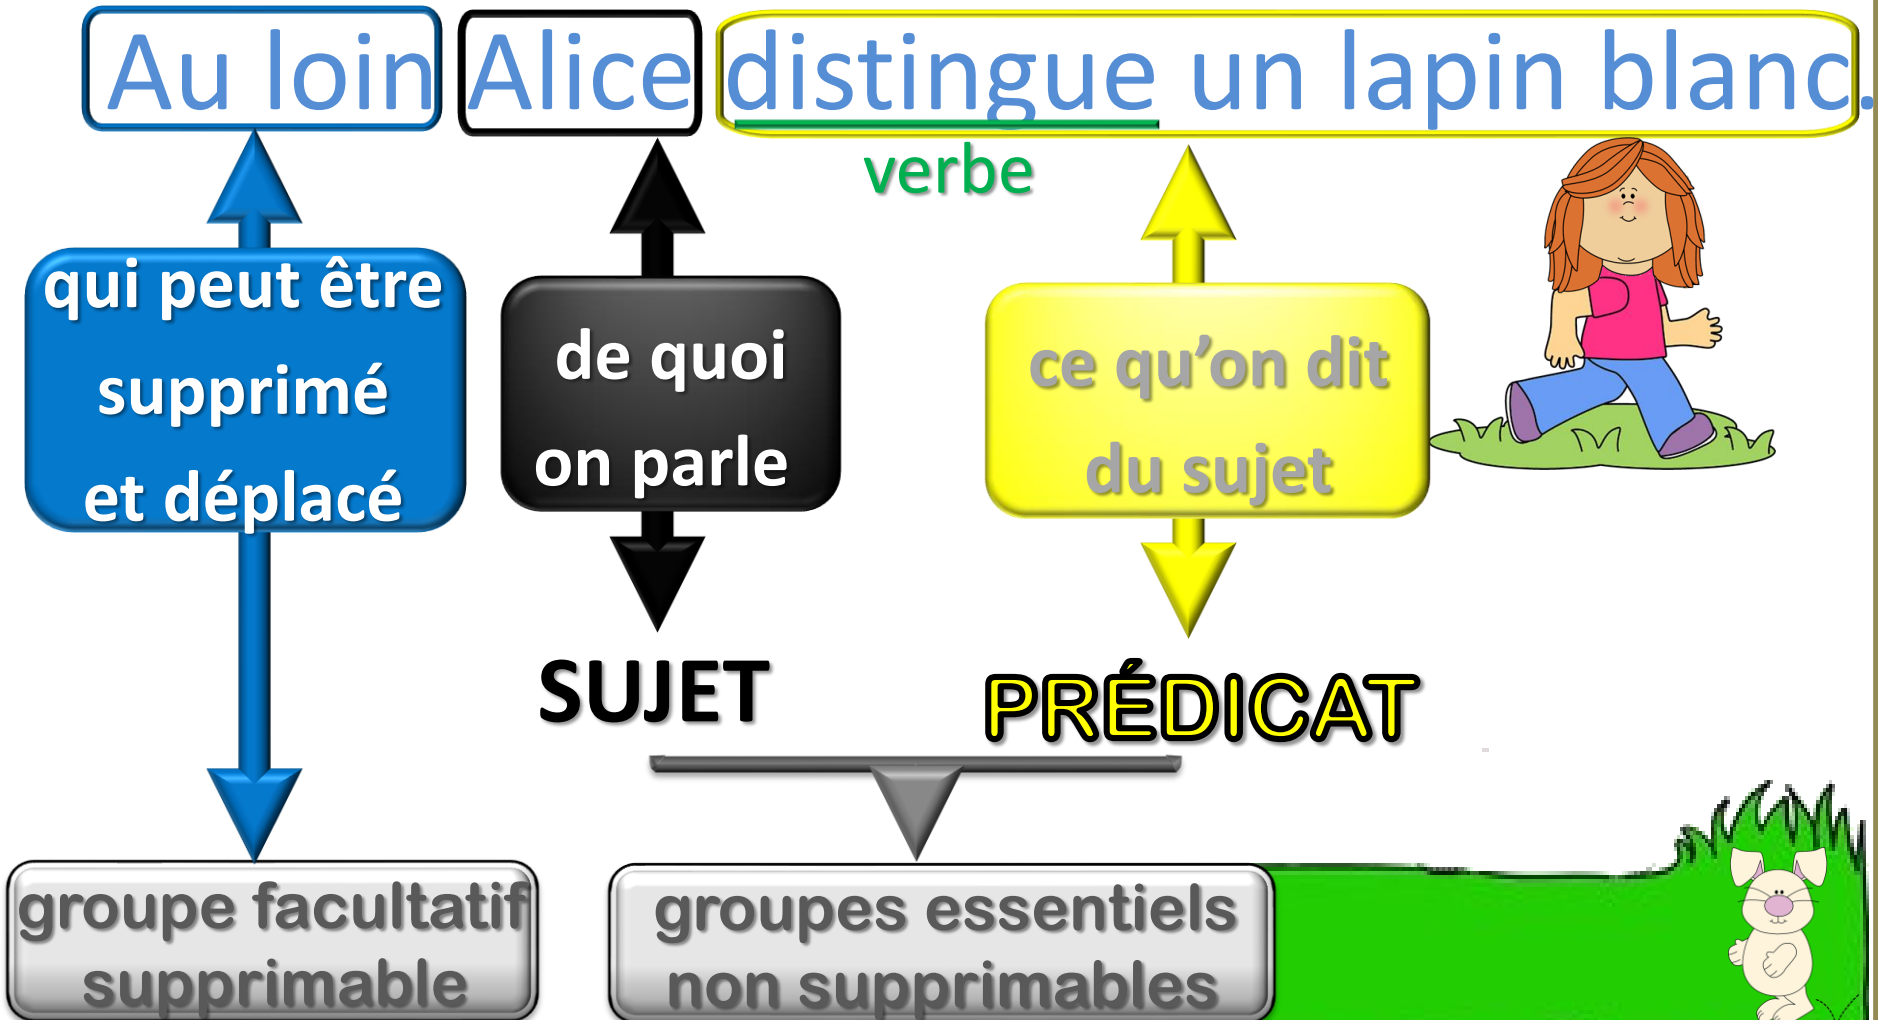 Au loin Alice distingue un lapin blanc.
verbe
qui peut être
supprimé
et déplacé
de quoi
on parle
ce qu’on dit
du sujet
SUJET
PRÉDICAT
groupe facultatif
supprimable
groupes essentiels
non supprimables